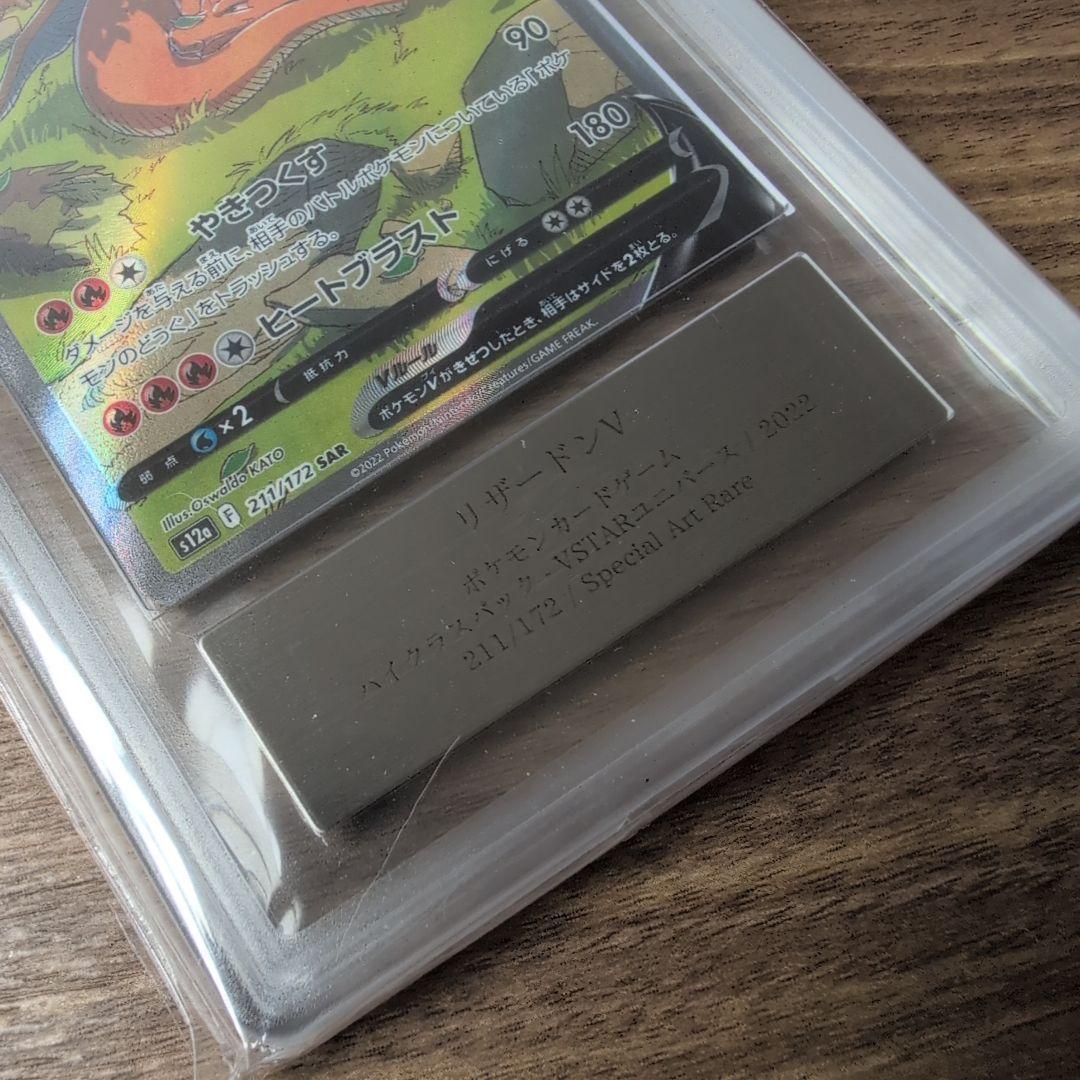 やきつくす 90
ダメージを与える前に、相手のバトルポケモンについている「ポケ
モンのどうぐ」をトラッシュする。
ヒートブラスト 180
弱点 ×2 抵抗力 にげる
Illus. Oswaldo KATO
Vルール
ポケモンVがきぜつしたとき、相手はサイドを2枚とる。
s12a F 211/172 SAR
©2022 Pokémon/Nintendo/Creatures/GAME FREAK.
リザードンV
ポケモンカードゲーム
ハイクラスパック - VSTARユニバース / 2022
211/172 / Special Art Rare